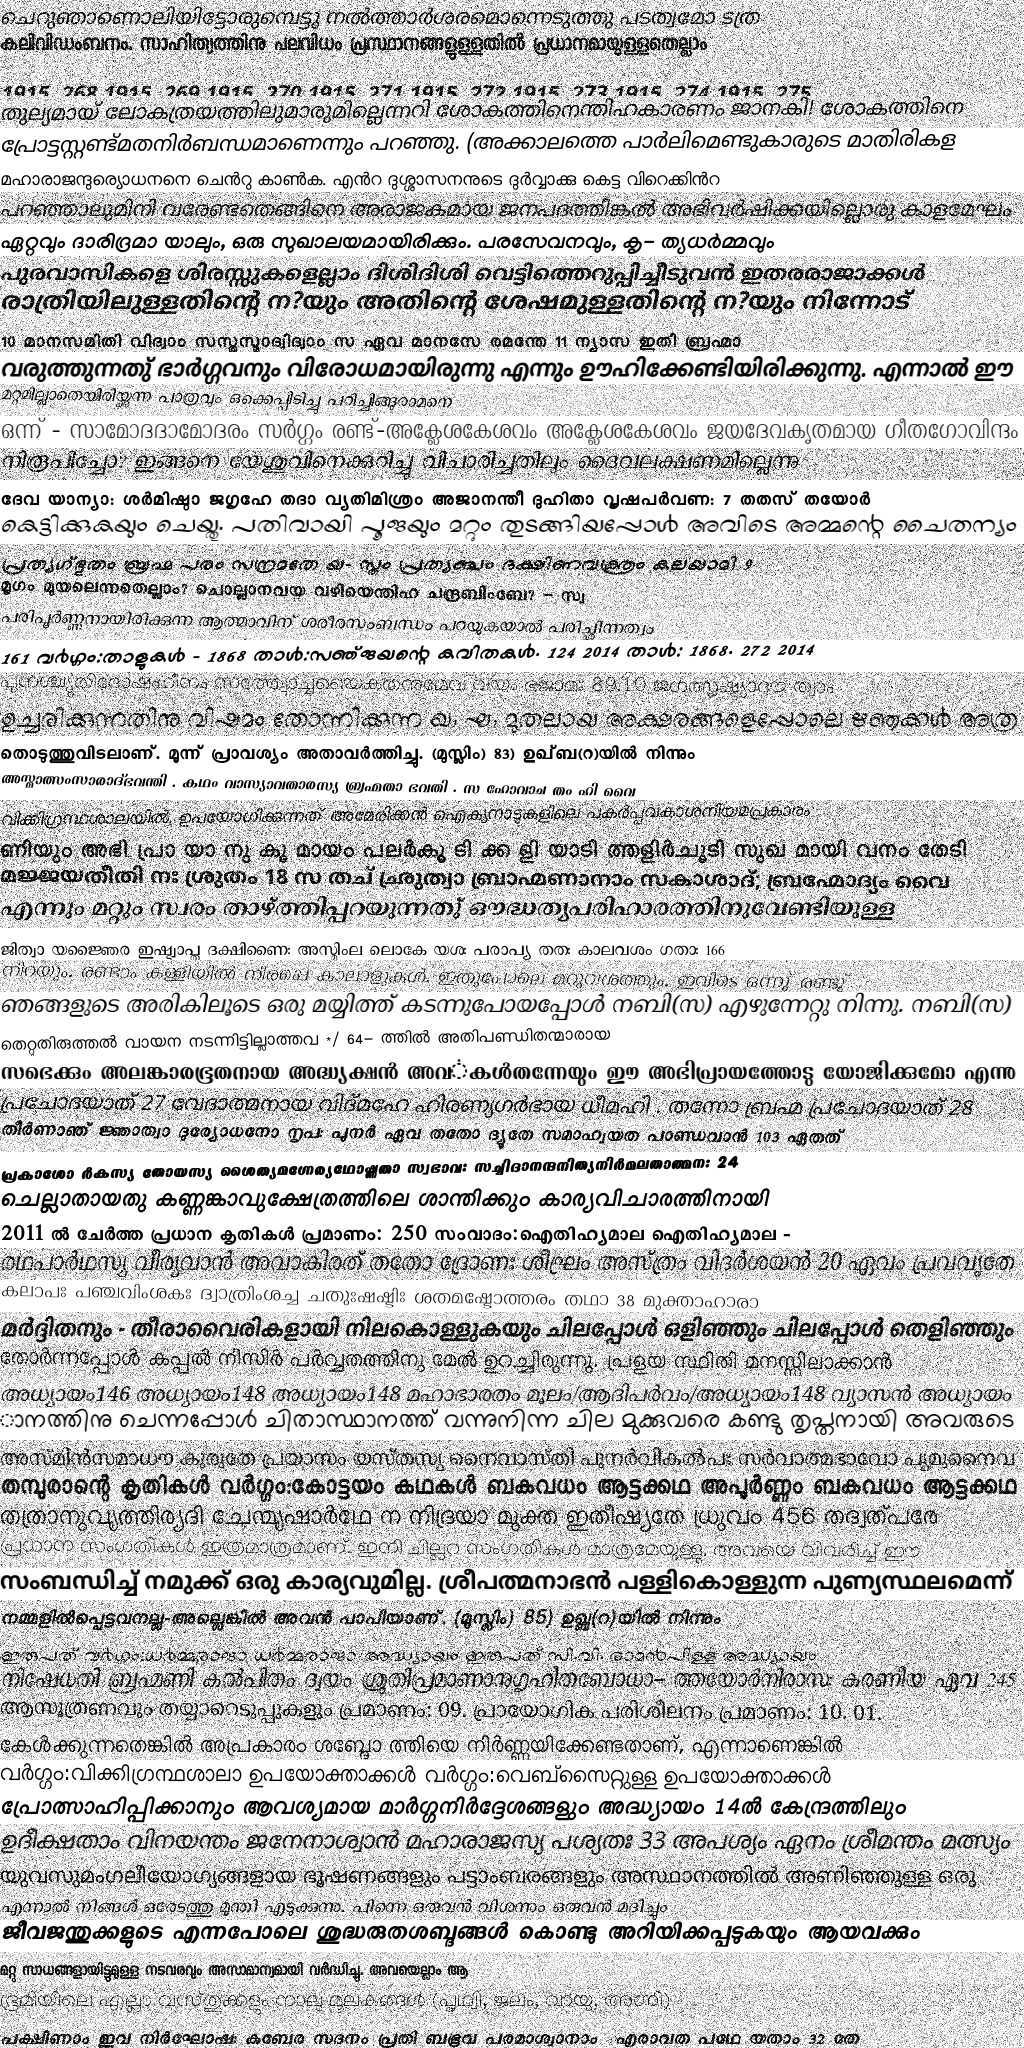 ചെറുഞാണൊലിയിട്ടോരുമ്പെട്ടൂ നൽത്താർശരമൊന്നെടുത്തു പടത്വമോ ടത്ര
കലിവിഡംബനം. സാഹിത്യത്തിനു പലവിധം പ്രസ്ഥാനങ്ങളുള്ളതിൽ പ്രധാനമായുള്ളതെല്ലാം
1915, 268 1915, 269 1915, 270 1915, 271 1915, 272 1915, 273 1915, 274 1915, 275
തുല്യമായ് ലോകത്രയത്തിലുമാരുമില്ലെന്നറി ശോകത്തിനെന്തിഹകാരണം ജാനകി! ശോകത്തിനെ
പ്രോട്ടസ്റ്റണ്ട്മതനിർബന്ധമാണെന്നും പറഞ്ഞു. (അക്കാലത്തെ പാർലിമെണ്ടുകാരുടെ മാതിരികള
മഹാരാജന്ദുര്യൊധനനെ ചെൻറു കാൺക. എൻറ ദുശ്ശാസനനുടെ ദുർവ്വാക്കു കെട്ട വിറെക്കിൻറ
പറഞ്ഞാലുമിനി വരേണ്ടതെങ്ങിനെ അരാജകമായ ജനപദത്തിങ്കൽ അഭിവർഷിക്കയില്ലൊരു കാളമേഘം
ഏറ്റവും ദാരിദ്രമാ യാലും, ഒരു സുഖാലയമായിരിക്കും. പരസേവനവും, കൃ– ത്യധർമ്മവും
പുരവാസികളെ ശിരസ്സുകളെല്ലാം ദിശിദിശി വെട്ടിത്തെറുപ്പിച്ചീടുവൻ ഇതരരാജാക്കൾ
രാത്രിയിലുള്ളതിന്റെ ന?യും അതിന്റെ ശേഷമുള്ളതിന്റെ ന?യും നിന്നോട്
10 മാനസമിതി വിദ്വാം സസ്തസ്മാദ്വിദ്വാം സ ഏവ മാനസേ രമന്തേ 11 ന്യാസ ഇതി ബ്രഹ്മാ
വരുത്തുന്നതു് ഭാർഗ്ഗവനും വിരോധമായിരുന്നു എന്നും ഊഹിക്കേണ്ടിയിരിക്കുന്നു. എന്നാൽ ഈ
മറ്റമില്ലാതെയിരിയ്ക്കുന്ന പാത്രവും ഒക്കെപ്പിടിച്ചു പറിച്ചിങ്ങുരാമനെ
ഒന്ന് - സാമോദദാമോദരം സർഗ്ഗം രണ്ട്-അക്ലേശകേശവം അക്ലേശകേശവം ജയദേവകൃതമായ ഗീതഗോവിന്ദം
നിരൂപിച്ചോ? ഇങ്ങനെ യേശുവിനെക്കുറിച്ചു വിചാരിച്ചതിലും ദൈവലക്ഷണമില്ലെന്നു
ദേവ യാന്യാ: ശർമിഷ്ഠാ ജഗൃഹേ തദാ വ്യതിമിശ്രം അജാനന്തീ ദുഹിതാ വൃഷപർവണ: 7 തതസ് തയോർ
കെട്ടിക്കുകയും ചെയ്തു. പതിവായി പൂജയും മറ്റും തുടങ്ങിയപ്പോൾ അവിടെ അമ്മന്റെ ചൈതന്യം
പ്രത്യഗ്ഭൂതം ബ്രഹ്മ പരം സന്നാതേ യ- സ്തം പ്രത്യഞ്ചം ദക്ഷിണവക്ത്രം കലയാമി .9
മൂഗം മുയലെന്നതെല്ലാം? ചൊല്ലാനവയ്ക്കു വഴിയെന്തിഹ ചന്ദ്രബിംബേ? – സ്വ
പരിപൂർണ്ണനായിരിക്കുന്ന ആത്മാവിന് ശരീരസംബന്ധം പറയുകയാൽ പരിച്ഛിന്നത്വം
161 വർഗ്ഗം:താളുകൾ - 1868 താൾ:സഞ്ജയന്റെ കവിതകൾ. 124 2014 താൾ: 1868. 272 2014
ഉച്ചരിക്കുന്നതിനു വിഷമം തോന്നിക്കുന്ന യ, ഷ, മുതലായ അക്ഷരങ്ങളെപ്പോലെ ഋഞുക്കൾ അത്ര
തൊടുത്തുവിടലാണ്. മൂന്ന് പ്രാവശ്യം അതാവർത്തിച്ചു. (മുസ്ലിം) 83) ഉഖ്ബ(റ)യിൽ നിന്നും
അസ്മാത്സംസാരാദ്ഭവന്തി . കഥം വാസ്യാവതാരസ്യ ബ്രഹ്മതാ ഭവതി . സ ഹോവാച തം ഹി വൈ
വിക്കിഗ്രന്ഥശാലയിൽ, ഉപയോഗിക്കുന്നത് അമേരിക്കൻ ഐക്യനാടുകളിലെ പകർപ്പവകാശനിയമപ്രകാരം
ണിയും അഭി പ്രാ യാ നു കൂ മായം പലർകൂ ടി ക്ക ളി യാടി അളിർചൂടി സുഖ മായി വനം തേടി
മജ്ജയതീതി നഃ ശ്രുതം 18 സ തച് ഛ്രുത്വാ ബ്രാഹ്മണാനാം സകാശാദ്; ബ്രഹ്മോദ്യം വൈ
എന്നും മറ്റും സ്വരം താഴ്ത്തിപ്പറയുന്നതു് ഔദ്ധത്യപരിഹാരത്തിനുവേണ്ടിയുള്ള
ജിത്വാ യജ്ഞൈര ഇഷ്ട്വാപ്ത ദക്ഷിണൈഃ അസ്മിംല ലൊകേ യശഃ പരാപ്യ തതഃ കാലവശം ഗതാഃ 166
നിറയും. രണ്ടാം കള്ളിയിൽ നിരപ്പെ കാലാളുകൾ. ഇതുപോലെ മറുവശത്തും. ഇവിടെ ഒന്നു് രണ്ടു്
ഞങ്ങളുടെ അരികിലൂടെ ഒരു മയ്യിത്ത് കടന്നുപോയപ്പോൾ നബി(സ) എഴുന്നേറ്റു നിന്നു. നബി(സ)
തെറ്റുതിരുത്തൽ വായന നടന്നിട്ടില്ലാത്തവ */ 64– ത്തിൽ അതിപണ്ഡിതന്മാരായ
സഭെക്കും അലങ്കാരഭൂതനായ അദ്ധ്യക്ഷൻ അവർകൾതന്നേയും ഈ അഭിപ്രായത്തോടു യോജിക്കുമോ എന്നു
പ്രചോദയാത് 27 വേദാത്മനായ വിദ്മഹേ ഹിരണ്യഗർഭായ ധീമഹി . തന്നോ ബ്രഹ്മ പ്രചോദയാത് 28
തീർണാഞ് ജ്ഞാത്വാ ദുര്യോധനോ നൃപഃ പുനർ ഏവ തതോ ദ്യൂതേ സമാഹ്വയത പാണ്ഡവാൻ 103 ഏതത്
പ്രകാശോ ർകസ്യ തോയസ്യ ശൈത്യമഗ്നേര്യഥോഷ്ണതാ സ്വഭാവഃ സച്ചിദാനന്ദനിത്യനിർമലതാത്മനഃ 24
ചെല്ലാതായതു കണ്ണങ്കാവുക്ഷേത്രത്തിലെ ശാന്തിക്കും കാര്യവിചാരത്തിനായി
2011 ൽ ചേർത്ത പ്രധാന കൃതികൾ പ്രമാണം: 250 സംവാദം:ഐതിഹ്യമാല ഐതിഹ്യമാല -
രഥപാർഥസ്യ വീര്യവാൻ അവാകിരത് തതോ ദ്രോണഃ ശീഘ്രം അസ്ത്രം വിദർശയൻ 20 ഏവം പ്രവവൃതേ
കലാപഃ പഞ്ചവിംശകഃ ദ്വാത്രിംശച്ച ചതുഃഷഷ്ടിഃ ശതമഷ്ടോത്തരം തഥാ 38 മുക്താഹാരാ
മർദ്ദിതനും - തീരാവൈരികളായി നിലകൊള്ളുകയും ചിലപ്പോൾ ഒളിഞ്ഞും ചിലപ്പോൾ തെളിഞ്ഞും
തോർന്നപ്പോൾ കപ്പൽ നീസിർ പർവ്വതത്തിനു മേൽ ഉറച്ചിരുന്നു. പ്രളയ സ്ഥിതി മനസ്സിലാക്കാൻ
അധ്യായം146 അധ്യായം148 അധ്യായം148 മഹാഭാരതം മൂലം/ആദിപർവം/അധ്യായം148 വ്യാസൻ അധ്യായം
ാനത്തിനു ചെന്നപ്പോൾ ചിതാസ്ഥാനത്ത് വന്നുനിന്ന ചില മുക്കുവരെ കണ്ടു തൃപ്തനായി അവരുടെ
അസ്മിൻസമാധൗ കുരുതേ പ്രയാസം യസ്തസ്യ നൈവാസ്തി പുനർവികൽപഃ സർവാത്മഭാവോ പ്യമുനൈവ
തമ്പുരാന്റെ കൃതികൾ വർഗ്ഗം:കോട്ടയം കഥകൾ ബകവധം ആട്ടക്കഥ അപൂർണ്ണം ബകവധം ആട്ടക്കഥ
തത്രാനുവൃത്തിര്യദി ചേന്മൃഷാർഥേ ന നിദ്രയാ മുക്ത ഇതീഷ്യതേ ധ്രുവം 456 തദ്വത്പരേ
പ്രധാന സംഗതികൾ ഇത്രമാത്രമാണ്. ഇനി ചില്ലറ സംഗതികൾ മാത്രമേയുള്ളു. അവയെ വിവരിച്ച് ഈ
സംബന്ധിച്ച് നമുക്ക് ഒരു കാര്യവുമില്ല. ശ്രീപത്മനാഭൻ പള്ളികൊള്ളുന്ന പുണ്യസ്ഥലമെന്ന്
നമ്മളിൽപ്പെട്ടവനല്ല-അല്ലെങ്കിൽ അവൻ പാപിയാണ്. (മുസ്ലിം) 85) ഉഖ്ബ(റ)യിൽ നിന്നും
ഇരുപത് വർഗം:ധർമ്മരാജാ ധർമ്മരാജാ അദ്ധ്യായം ഇരുപത് സി.വി. രാമൻപിള്ള അദ്ധ്യായം
നിഷേധതി ബ്രഹ്മണി കൽപിതം ദ്വയം ശ്രുതിപ്രമാണാനുഗൃഹീതബോധാ– ത്തയോർനിരാസഃ കരണീയ ഏവ 245
ആസൂത്രണവും തയ്യാറെടുപ്പുകളും പ്രമാണം: 09. പ്രായോഗിക പരിശീലനം പ്രമാണം: 10. 01.
കേൾക്കുന്നതെങ്കിൽ അപ്രകാരം ശബ്ദോ ത്തിയെ നിർണ്ണയിക്കേണ്ടതാണ്, എന്നാണെങ്കിൽ
വർഗ്ഗം:വിക്കിഗ്രന്ഥശാലാ ഉപയോക്താക്കൾ വർഗ്ഗം:വെബ്സൈറ്റുള്ള ഉപയോക്താക്കൾ
പ്രോത്സാഹിപ്പിക്കാനും ആവശ്യമായ മാർഗ്ഗനിർദ്ദേശങ്ങളും അദ്ധ്യായം 14ൽ കേന്ദ്രത്തിലും
ഉദീക്ഷതാം വിനയന്തം ജനേനാശ്വാൻ മഹാരാജസ്യ പശ്യതഃ 33 അപശ്യം ഏനം ശ്രീമന്തം മത്സ്യം
യുവസുമംഗലീയോഗ്യങ്ങളായ ഭൂഷണങ്ങളും പട്ടാംബരങ്ങളും അസ്ഥാനത്തിൽ അണിഞ്ഞുള്ള ഒരു
എന്നാൽ നിങ്ങൾ ഒരേടത്തു മുന്തി എടുക്കുന്നു. പിന്നെ ഒരുവൻ വിശന്നും ഒരുവൻ മദിച്ചും
ജീവജന്തുക്കളുടെ എന്നപോലെ ശുദ്ധരുതശബ്ദങ്ങൾ കൊണ്ടു അറിയിക്കപ്പടുകയും ആയവക്കും
മറ്റു സാധങ്ങളായിട്ടുമുള്ള നടവരവും അസാമാന്യമായി വർദ്ധിച്ചു. അവയെല്ലാം ആ
ഭൂമിയിലെ എല്ലാ വസ്തുക്കളും നാലു മൂലകങ്ങൾ (പൃഥ്വി, ജലം, വായു, അഗ്നി)
പക്ഷിണാം ഇവ നിർഘോഷഃ കുബേര സദനം പ്രതി ബഭൂവ പരമാശ്വാനാം ഐരാവത പഥേ യതാം 32 തേ